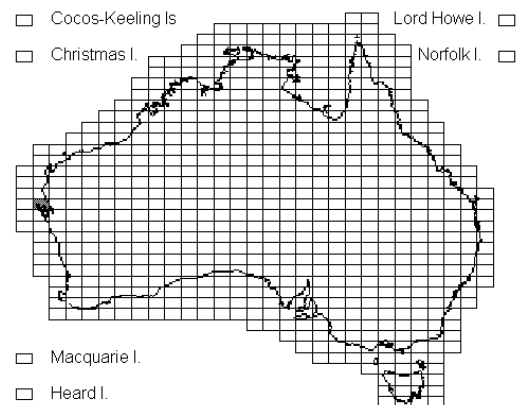 Cocos-Keeling Is
Lord Howe I.
Christmas I.
Norfolk I.
Macquarie I.
Heard I.